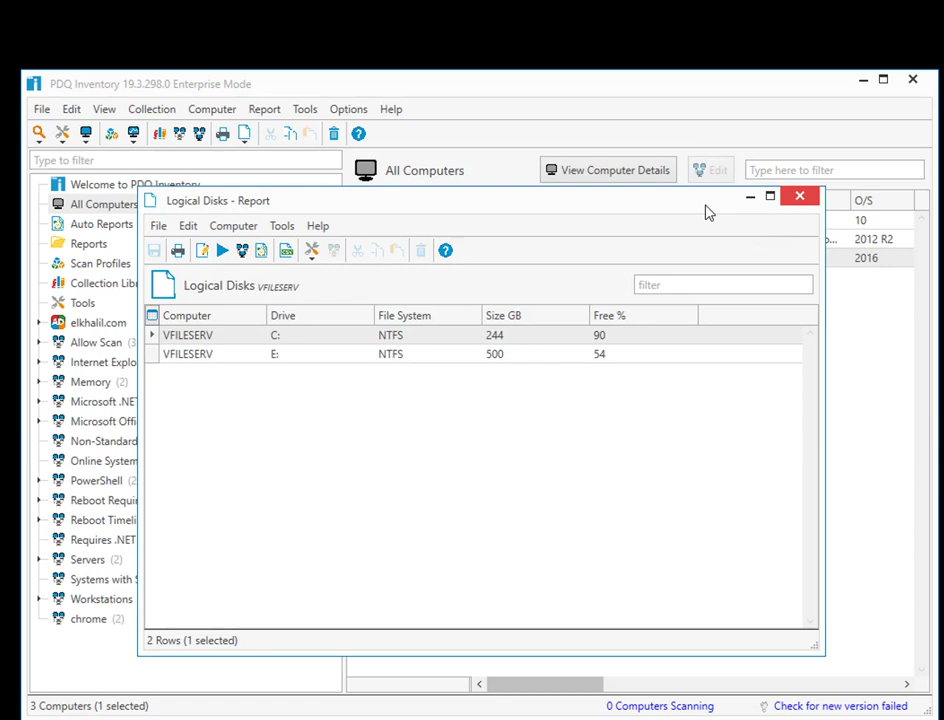 PDQ Inventory 19.3.298.0 Enterprise Mode
File Edit View Collection Computer Report Tools Options Help
Type to filter
All Computers
View Computer Details
Edit
Type here to filter
Welcome to PDQ Inventory
All Computers
Auto Reports
Reports
Scan Profiles
Collection Lib
Tools
elkhalil.com
Allow Scan (3
Internet Explo
Memory (2)
Microsoft .NE
Microsoft Offi
Non-Standard
Online System
PowerShell (2
Reboot Requi
Reboot Timeli
Requires .NET
Servers (2)
Systems with
Workstations
chrome (2)
O/S
10
o... 2012 R2
2016
Logical Disks - Report
File Edit Computer Tools Help
CSV
Logical Disks VFILESERV
filter
Computer Drive File System Size GB Free %
VFILESERV C: NTFS 244 90
VFILESERV E: NTFS 500 54
2 Rows (1 selected)
3 Computers (1 selected)
0 Computers Scanning
Check for new version failed